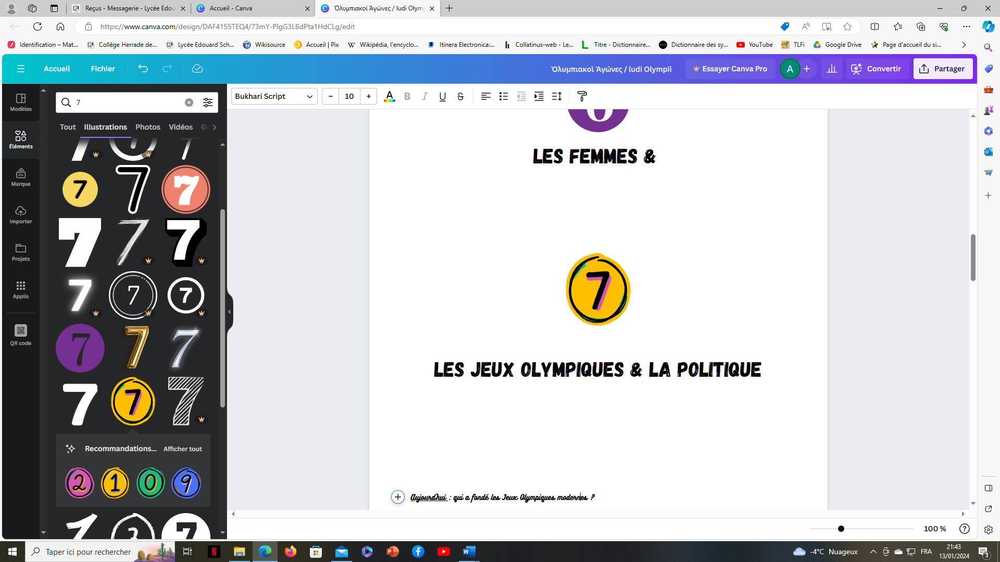 Reçus - Messagerie - Lycée Edou
Accueil - Canva
Ὀλυμπιακοὶ Ἀγῶνες / ludi Olymp
https://www.canva.com/design/DAF4155TEQ4/73mY-PIgG3LBdPta1HdCLg/edit
Identification – Mat...
Collège Herrade de...
Lycée Edouard Sch...
Wikisource
Accueil | Pix
Wikipédia, l'encyclo...
Itinera Electronica:...
Collatinus-web - Le...
Titre - Dictionnaire...
Dictionnaire des sy...
YouTube
TLFi
Google Drive
Page d'accueil du si...
Accueil
Fichier
Ὀλυμπιακοὶ Ἀγῶνες / ludi Olympii
Essayer Canva Pro
A
Convertir
Partager
Modèles
Éléments
Marque
Importer
Projets
Applis
QR code
7
Tout
Illustrations
Photos
Vidéos
Bukhari Script
– 10 +
A B I U S
7 7 7
7 7 7
7 7 7
7 7 7
7 7 7
Recommandations...
Afficher tout
2 1 0 9
6
LES FEMMES &
7
LES JEUX OLYMPIQUES & LA POLITIQUE
Aujourd'hui : qui a fondé les Jeux Olympiques modernes ?
100 %
Taper ici pour rechercher
-4°C Nuageux
FRA
21:43
13/01/2024
3